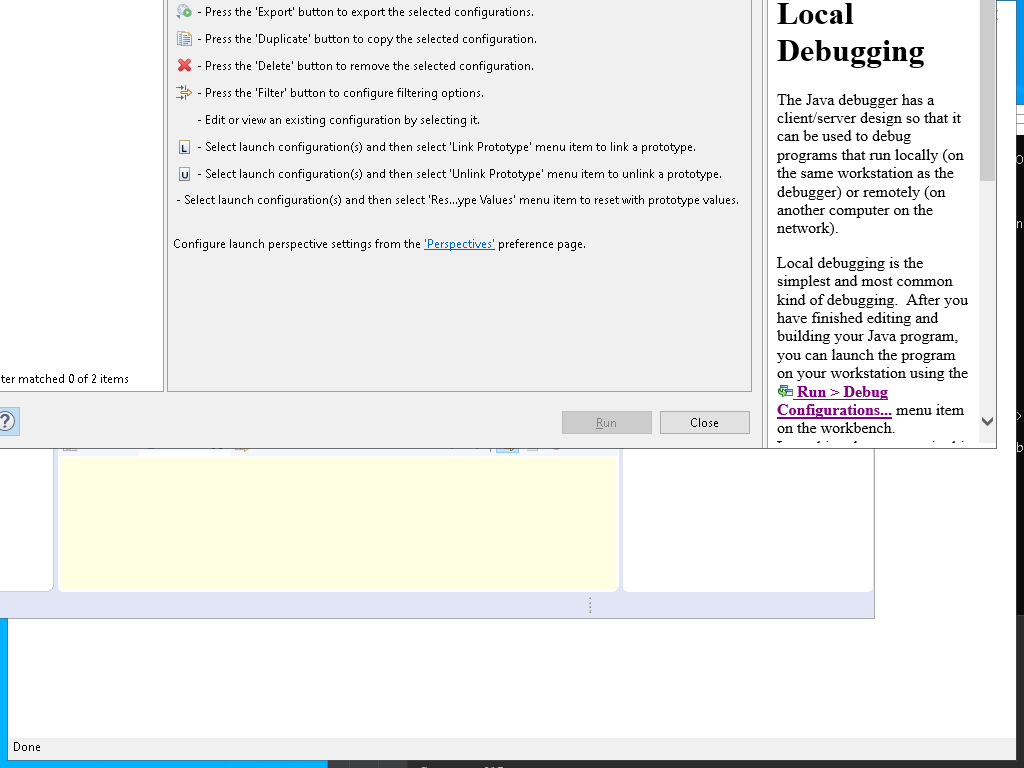 - Press the 'Export' button to export the selected configurations.
- Press the 'Duplicate' button to copy the selected configuration.
- Press the 'Delete' button to remove the selected configuration.
- Press the 'Filter' button to configure filtering options.
- Edit or view an existing configuration by selecting it.
L - Select launch configuration(s) and then select 'Link Prototype' menu item to link a prototype.
U - Select launch configuration(s) and then select 'Unlink Prototype' menu item to unlink a prototype.
- Select launch configuration(s) and then select 'Res...ype Values' menu item to reset with prototype values.
Configure launch perspective settings from the 'Perspectives' preference page.
ter matched 0 of 2 items
?
Run
Close
Local
Debugging
The Java debugger has a
client/server design so that it
can be used to debug
programs that run locally (on
the same workstation as the
debugger) or remotely (on
another computer on the
network).
Local debugging is the
simplest and most common
kind of debugging.  After you
have finished editing and
building your Java program,
you can launch the program
on your workstation using the
Run > Debug
Configurations... menu item
on the workbench.
Done